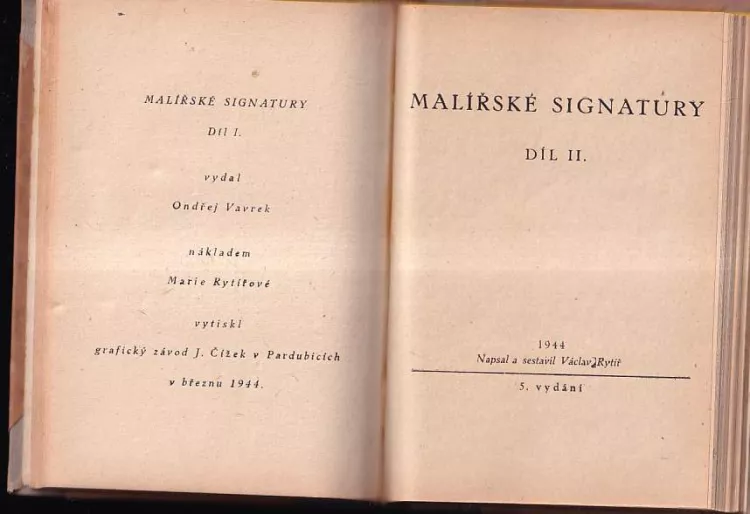 MALÍŘSKÉ SIGNATURY
Díl I.
vydal
Ondřej Vavrek
nákladem
Marie Rytířové
vytiskl
grafický závod J. Čížek v Pardubicích
v březnu 1944.
MALÍŘSKÉ SIGNATURY
DÍL II.
1944
Napsal a sestavil Václav Rytíř
5. vydání